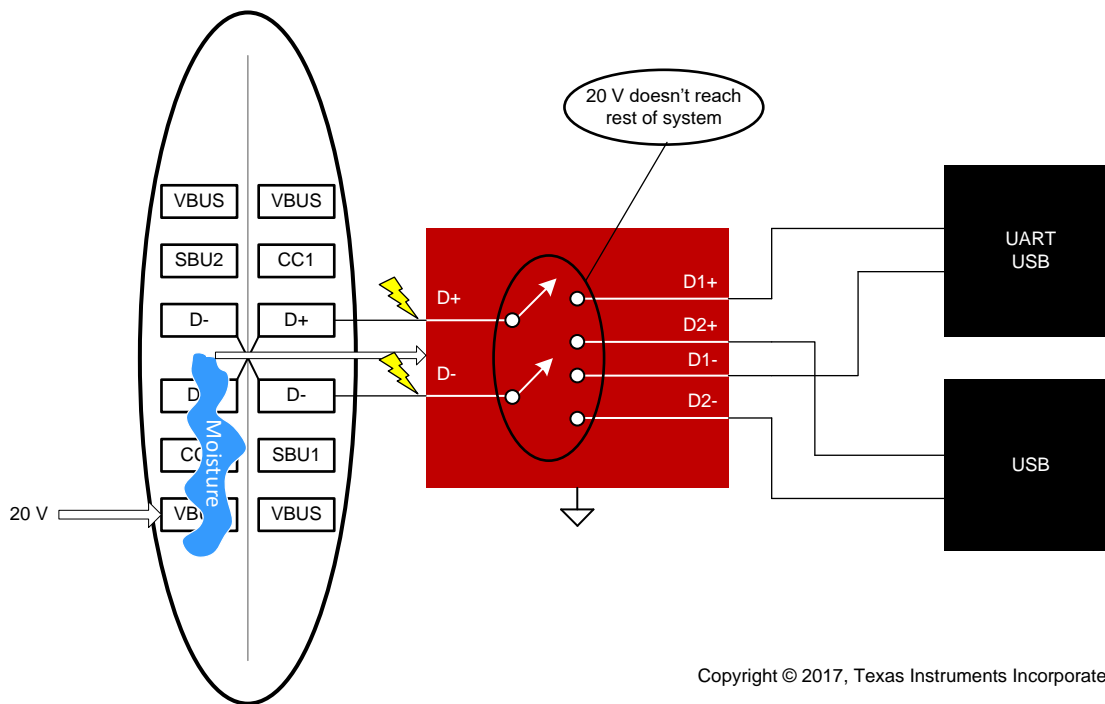 20 V doesn’t reach
rest of system
VBUS VBUS
SBU2 CC1
D- D+
D- 
SBU1
VBUS
Moisture
20 V
D+
D-
D1+
D2+
D1-
D2-
UART
USB
USB
Copyright © 2017, Texas Instruments Incorporate